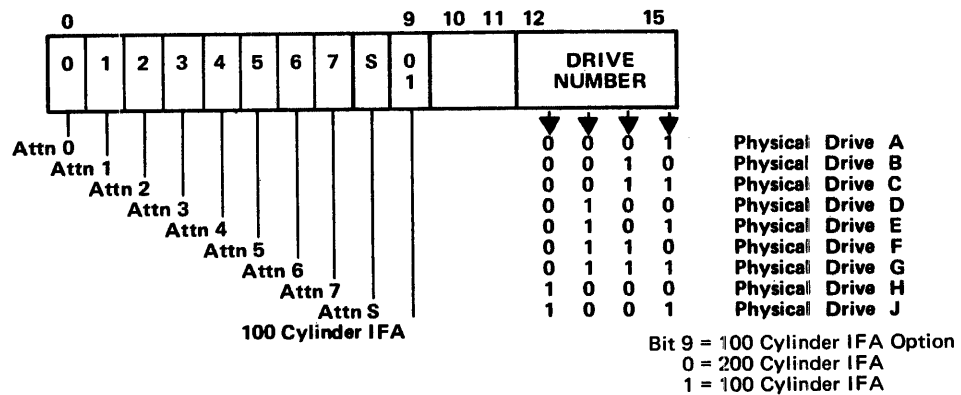 0 9 10 11 12 15
0 1 2 3 4 5 6 7 S 0 1 DRIVE NUMBER
Attn 0
Attn 1
Attn 2
Attn 3
Attn 4
Attn 5
Attn 6
Attn 7
Attn S
100 Cylinder IFA
0 0 0 1 Physical Drive A
0 0 1 0 Physical Drive B
0 0 1 1 Physical Drive C
0 1 0 0 Physical Drive D
0 1 0 1 Physical Drive E
0 1 1 0 Physical Drive F
0 1 1 1 Physical Drive G
1 0 0 0 Physical Drive H
1 0 0 1 Physical Drive J
Bit 9 = 100 Cylinder IFA Option
0 = 200 Cylinder IFA
1 = 100 Cylinder IFA